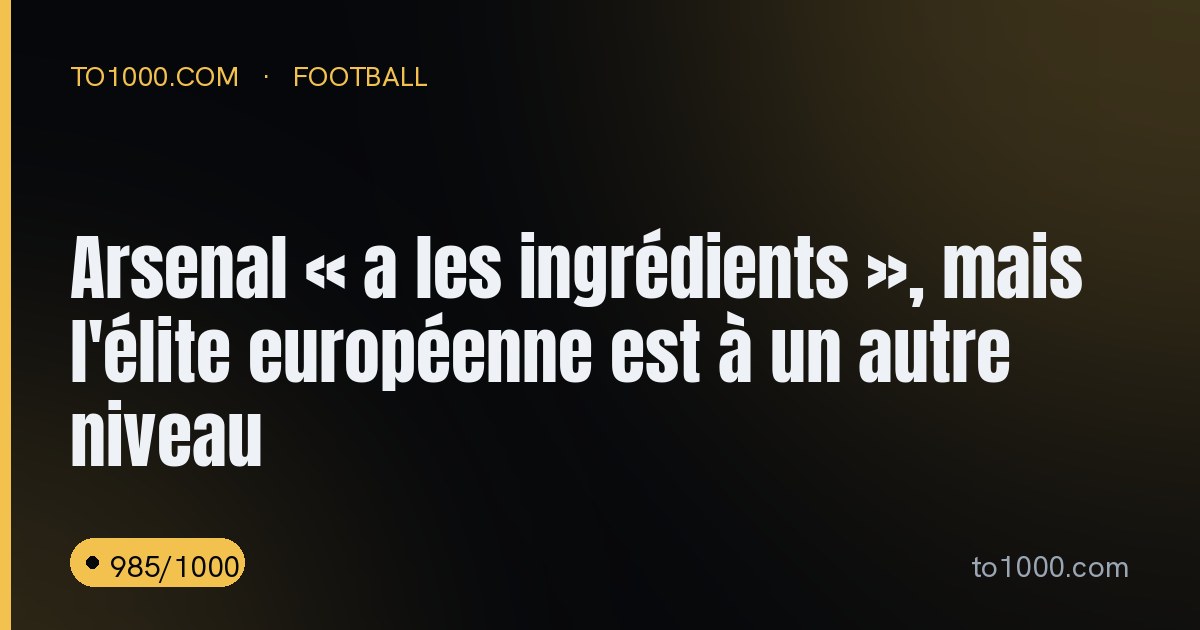 TO1000.COM · FOOTBALL
Arsenal « a les ingrédients », mais
l'élite européenne est à un autre
niveau
985/1000
to1000.com